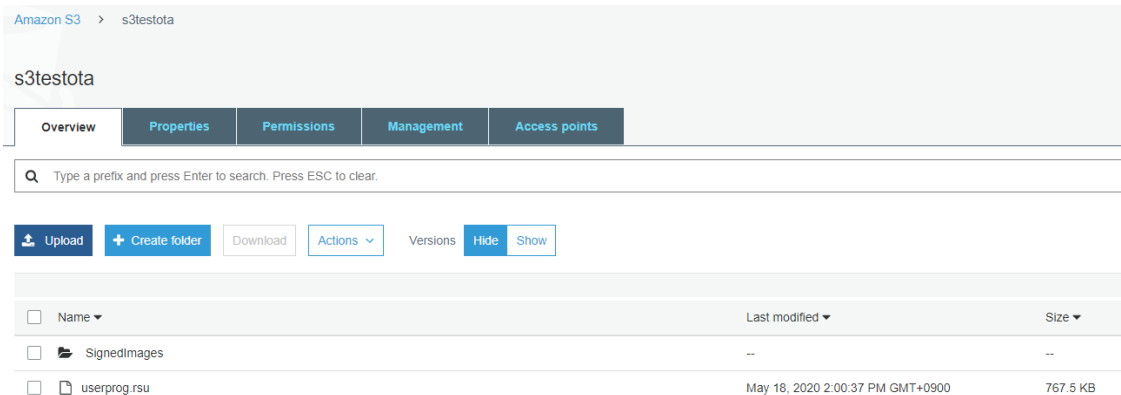 Amazon S3 > s3testota
s3testota
Overview Properties Permissions Management Access points
Type a prefix and press Enter to search. Press ESC to clear.
Upload + Create folder Download Actions Versions Hide Show
Name Last modified Size
SignedImages -- --
userprog.rsu May 18, 2020 2:00:37 PM GMT+0900 767.5 KB